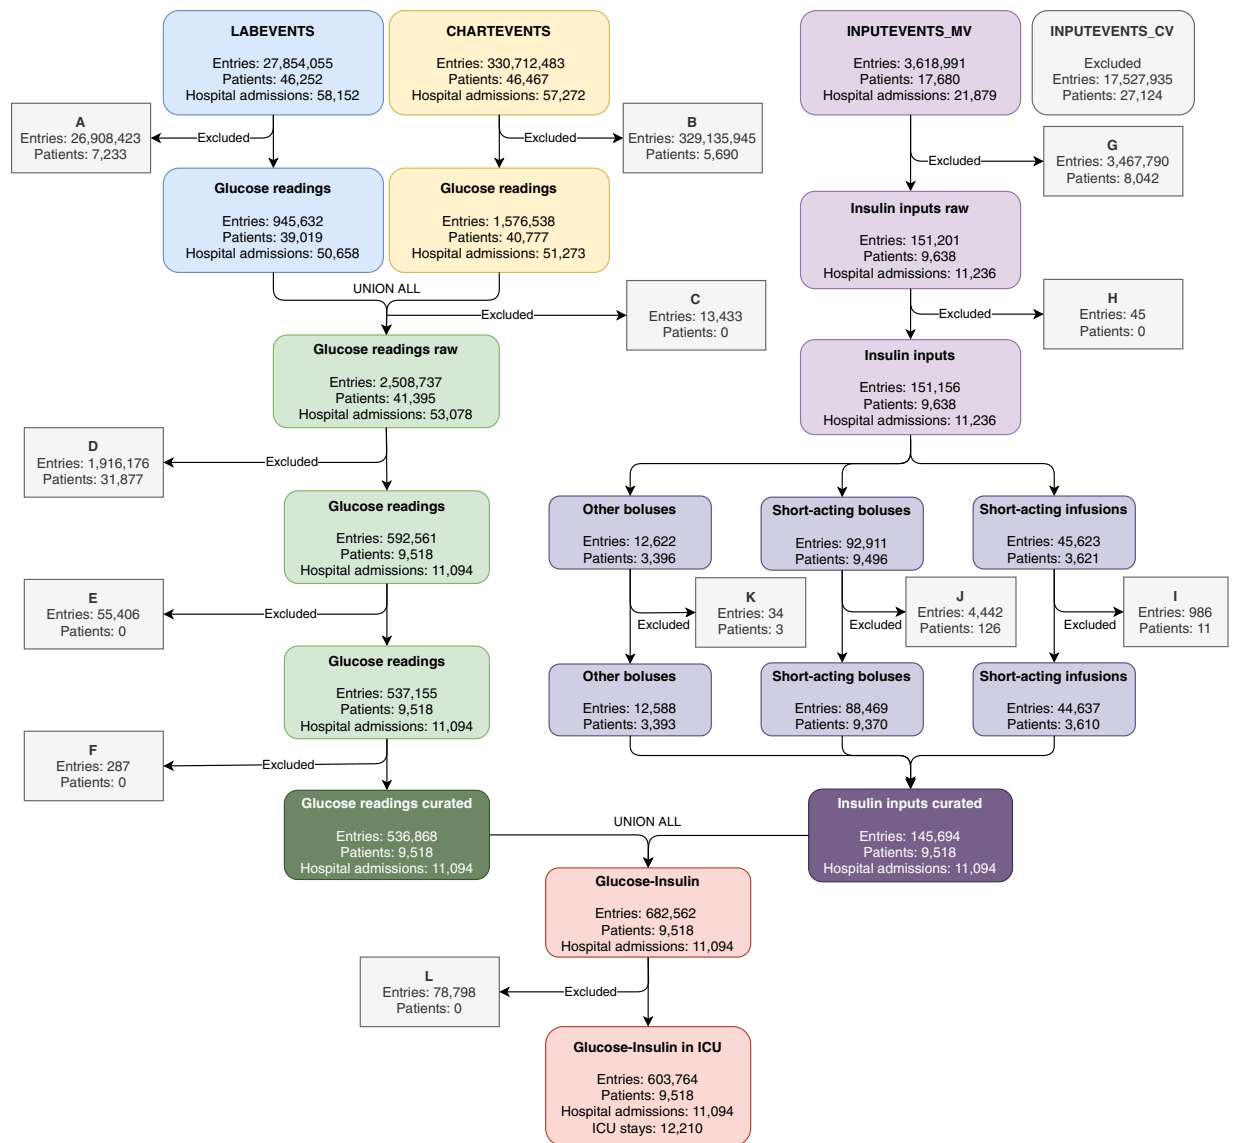 LABEVENTS
Entries: 27,854,055
Patients: 46,252
Hospital admissions: 58,152
CHARTEVENTS
Entries: 330,712,483
Patients: 46,467
Hospital admissions: 57,272
INPUTEVENTS_MV
Entries: 3,618,991
Patients: 17,680
Hospital admissions: 21,879
INPUTEVENTS_CV
Excluded
Entries: 17,527,935
Patients: 27,124
A
Entries: 26,908,423
Patients: 7,233
Excluded
Excluded
B
Entries: 329,135,945
Patients: 5,690
Excluded
G
Entries: 3,467,790
Patients: 8,042
Glucose readings
Entries: 945,632
Patients: 39,019
Hospital admissions: 50,658
Glucose readings
Entries: 1,576,538
Patients: 40,777
Hospital admissions: 51,273
Insulin inputs raw
Entries: 151,201
Patients: 9,638
Hospital admissions: 11,236
UNION ALL
Excluded
C
Entries: 13,433
Patients: 0
Excluded
H
Entries: 45
Patients: 0
Glucose readings raw
Entries: 2,508,737
Patients: 41,395
Hospital admissions: 53,078
Insulin inputs
Entries: 151,156
Patients: 9,638
Hospital admissions: 11,236
D
Entries: 1,916,176
Patients: 31,877
Excluded
Glucose readings
Entries: 592,561
Patients: 9,518
Hospital admissions: 11,094
Other boluses
Entries: 12,622
Patients: 3,396
Short-acting boluses
Entries: 92,911
Patients: 9,496
Short-acting infusions
Entries: 45,623
Patients: 3,621
E
Entries: 55,406
Patients: 0
Excluded
Excluded
K
Entries: 34
Patients: 3
Excluded
J
Entries: 4,442
Patients: 126
Excluded
I
Entries: 986
Patients: 11
Glucose readings
Entries: 537,155
Patients: 9,518
Hospital admissions: 11,094
Other boluses
Entries: 12,588
Patients: 3,393
Short-acting boluses
Entries: 88,469
Patients: 9,370
Short-acting infusions
Entries: 44,637
Patients: 3,610
F
Entries: 287
Patients: 0
Excluded
Glucose readings curated
Entries: 536,868
Patients: 9,518
Hospital admissions: 11,094
UNION ALL
Insulin inputs curated
Entries: 145,694
Patients: 9,518
Hospital admissions: 11,094
Glucose-Insulin
Entries: 682,562
Patients: 9,518
Hospital admissions: 11,094
L
Entries: 78,798
Patients: 0
Excluded
Glucose-Insulin in ICU
Entries: 603,764
Patients: 9,518
Hospital admissions: 11,094
ICU stays: 12,210